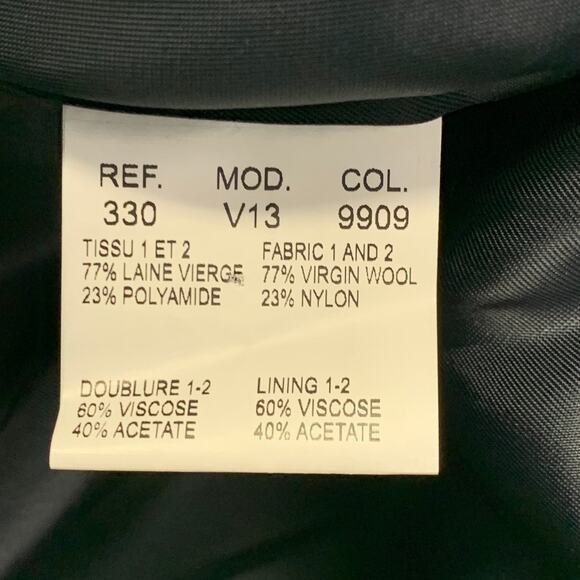 REF. MOD. COL.
330 V13 9909
TISSU 1 ET 2 FABRIC 1 AND 2
77% LAINE VIERGE 77% VIRGIN WOOL
23% POLYAMIDE 23% NYLON
DOUBLURE 1-2 LINING 1-2
60% VISCOSE 60% VISCOSE
40% ACETATE 40% ACETATE